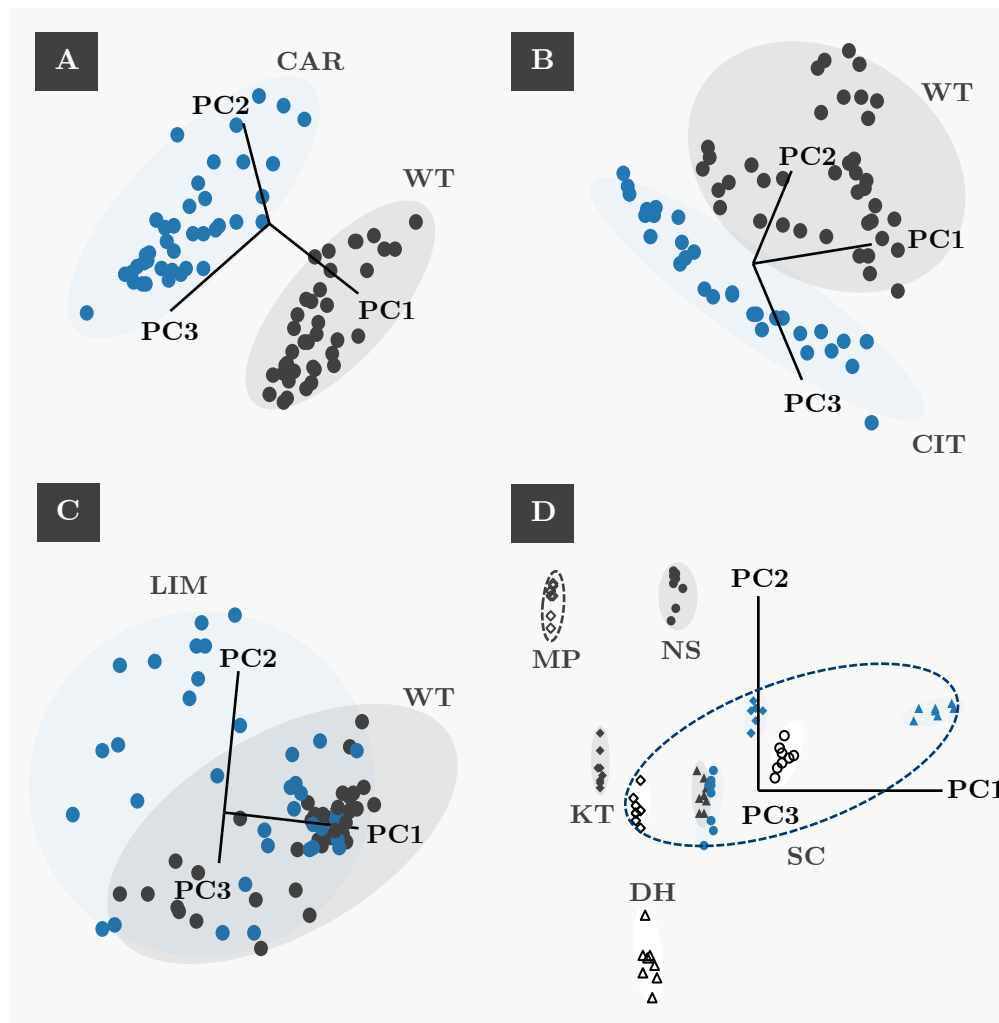 A
CAR
PC2
WT
PC1
PC3
B
WT
PC2
PC1
PC3
CIT
C
LIM
PC2
WT
PC1
PC3
D
PC2
MP
NS
PC1
KT
PC3
SC
DH